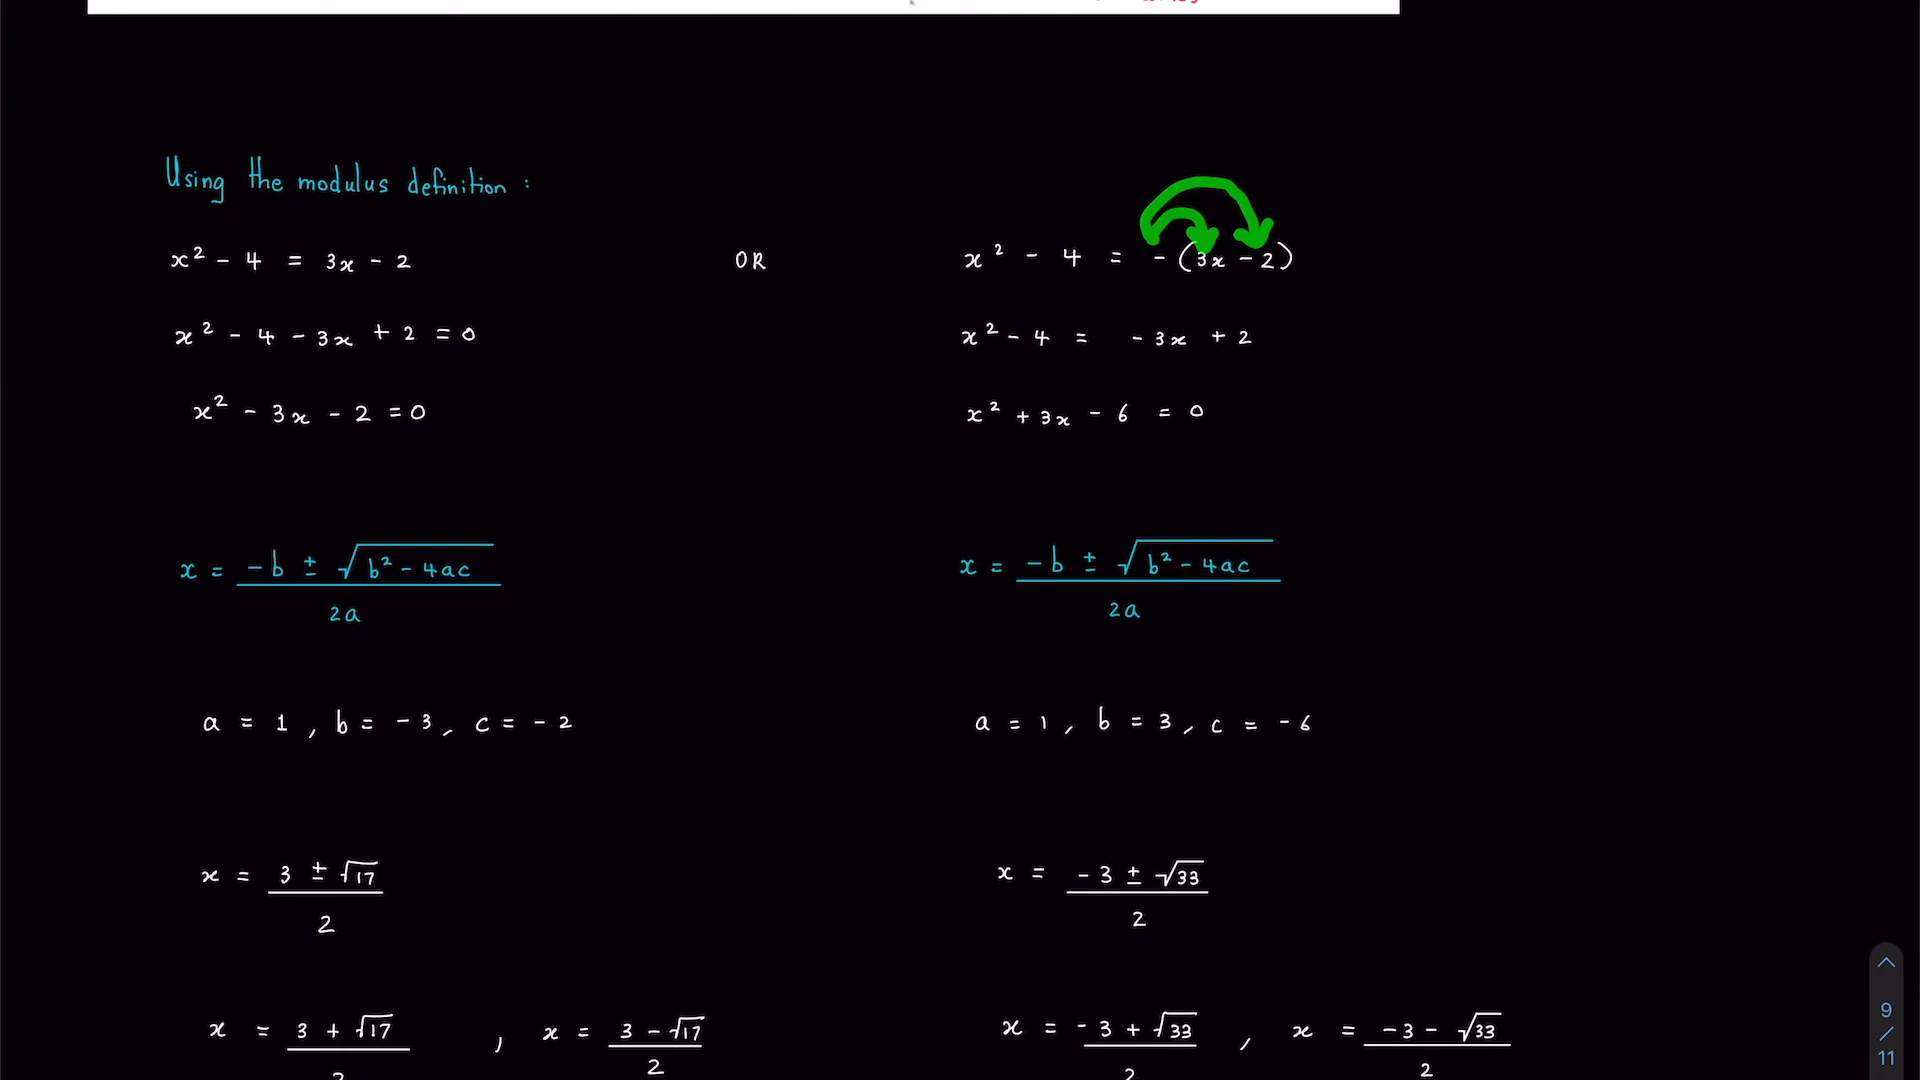 Using the modulus definition :
x² - 4 = 3x - 2 OR x² - 4 = - (3x - 2)
x² - 4 - 3x + 2 = 0 x² - 4 = - 3x + 2
x² - 3x - 2 = 0 x² + 3x - 6 = 0
x = (-b ± √(b² - 4ac)) / 2a x = (-b ± √(b² - 4ac)) / 2a
a = 1 , b = - 3 , c = - 2 a = 1 , b = 3 , c = - 6
x = (3 ± √17) / 2 x = (- 3 ± √33) / 2
x = (3 + √17) / 2 , x = (3 - √17) / 2 x = (- 3 + √33) / 2 , x = (- 3 - √33) / 2
9
/
11